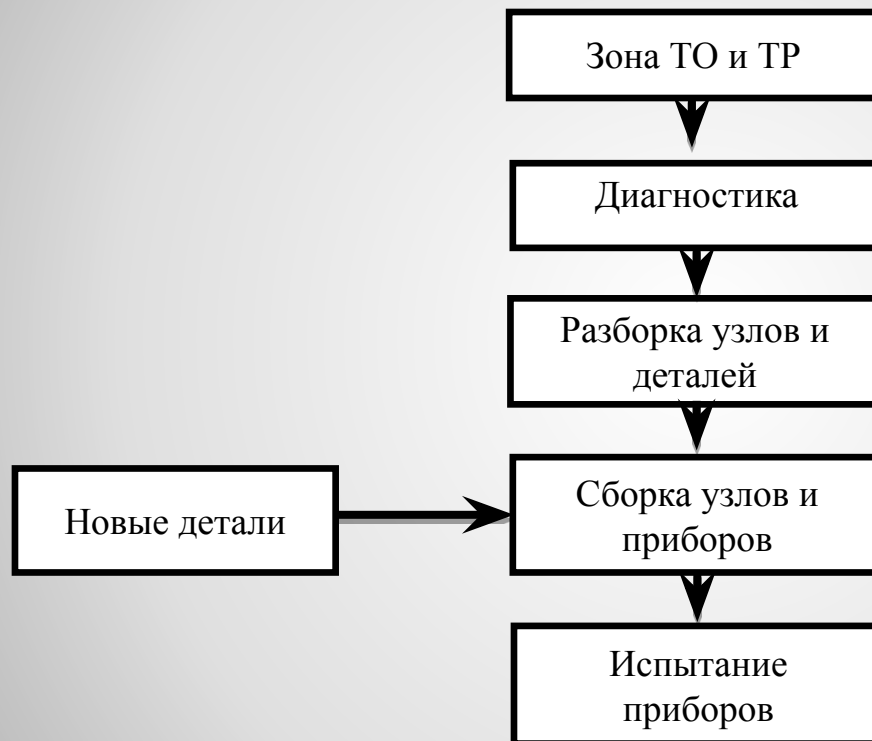 Зона ТО и ТР
Диагностика
Разборка узлов и
деталей
Новые детали
Сборка узлов и
приборов
Испытание
приборов